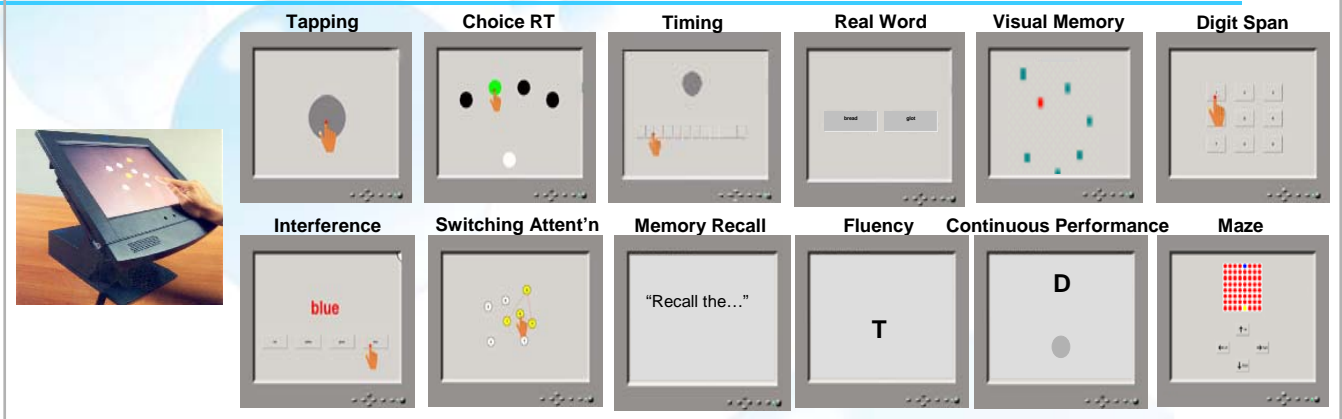 Tapping
Choice RT
Timing
Real Word
Visual Memory
Digit Span
bread
glot
Interference
Switching Attent’n
Memory Recall
Fluency
Continuous Performance
Maze
blue
“Recall the…”
T
D